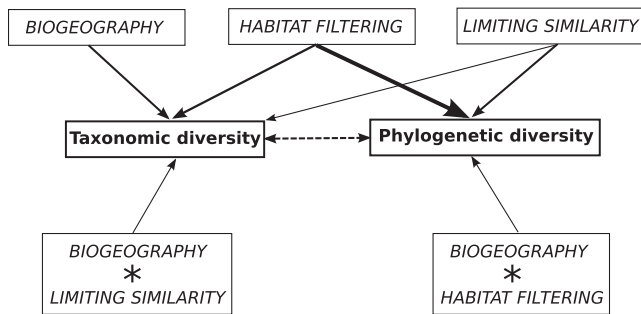 BIOGEOGRAPHY
HABITAT FILTERING
LIMITING SIMILARITY
Taxonomic diversity
Phylogenetic diversity
BIOGEOGRAPHY
*
LIMITING SIMILARITY
BIOGEOGRAPHY
*
HABITAT FILTERING